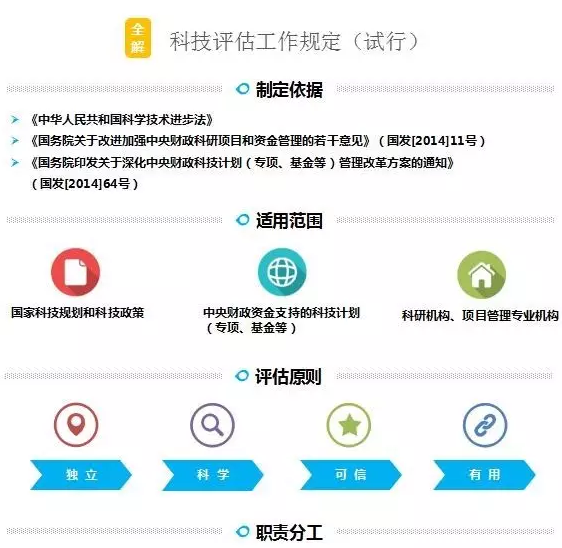 全解
科技评估工作规定（试行）
制定依据
《中华人民共和国科学技术进步法》
《国务院关于改进加强中央财政科研项目和资金管理的若干意见》（国发[2014]11号）
《国务院印发关于深化中央财政科技计划（专项、基金等）管理改革方案的通知》
（国发[2014]64号）
适用范围
国家科技规划和科技政策
中央财政资金支持的科技计划
（专项、基金等）
科研机构、项目管理专业机构
评估原则
独立
科学
可信
有用
职责分工